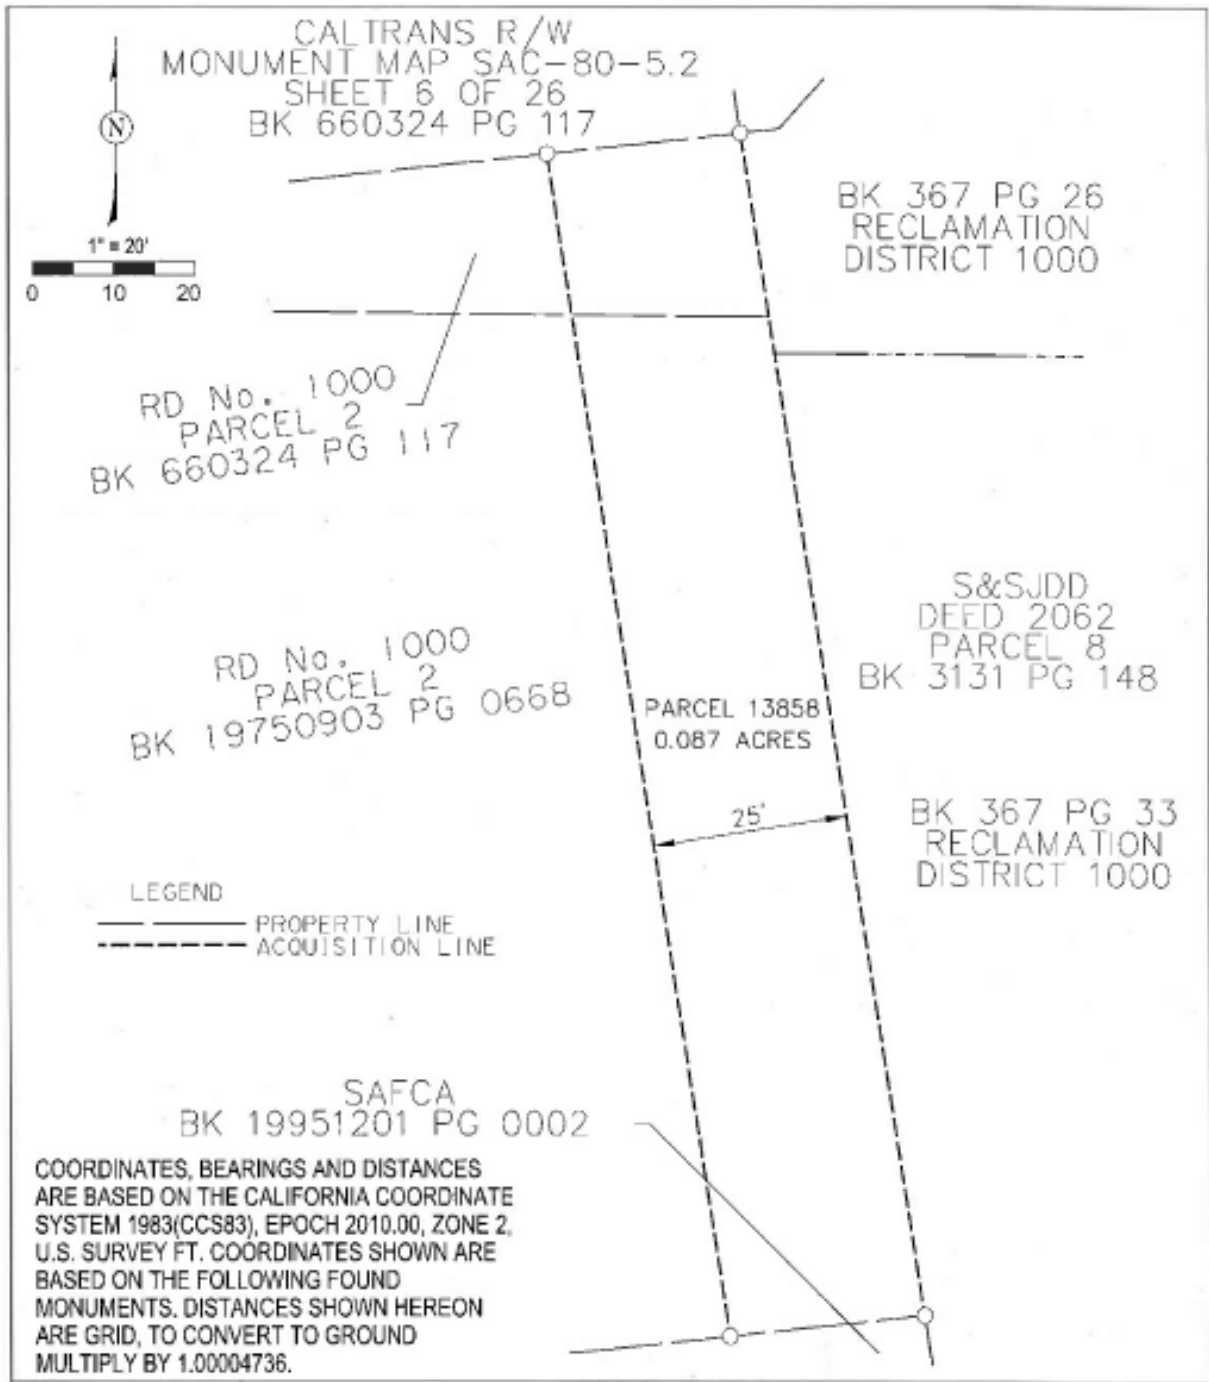 CALTRANS R/W
MONUMENT MAP SAC-80-5.2
SHEET 6 OF 26
BK 660324 PG 117
N
1" = 20'
0 10 20
BK 367 PG 26
RECLAMATION
DISTRICT 1000
RD No. 1000
PARCEL 2
BK 660324 PG 117
S&SJDD
DEED 2062
PARCEL 8
BK 3131 PG 148
RD No. 1000
PARCEL 2
BK 19750903 PG 0668
PARCEL 13858
0.087 ACRES
25'
BK 367 PG 33
RECLAMATION
DISTRICT 1000
LEGEND
PROPERTY LINE
ACQUISITION LINE
SAFCA
BK 19951201 PG 0002
COORDINATES, BEARINGS AND DISTANCES
ARE BASED ON THE CALIFORNIA COORDINATE
SYSTEM 1983(CCS83), EPOCH 2010.00, ZONE 2,
U.S. SURVEY FT. COORDINATES SHOWN ARE
BASED ON THE FOLLOWING FOUND
MONUMENTS. DISTANCES SHOWN HEREON
ARE GRID, TO CONVERT TO GROUND
MULTIPLY BY 1.00004736.